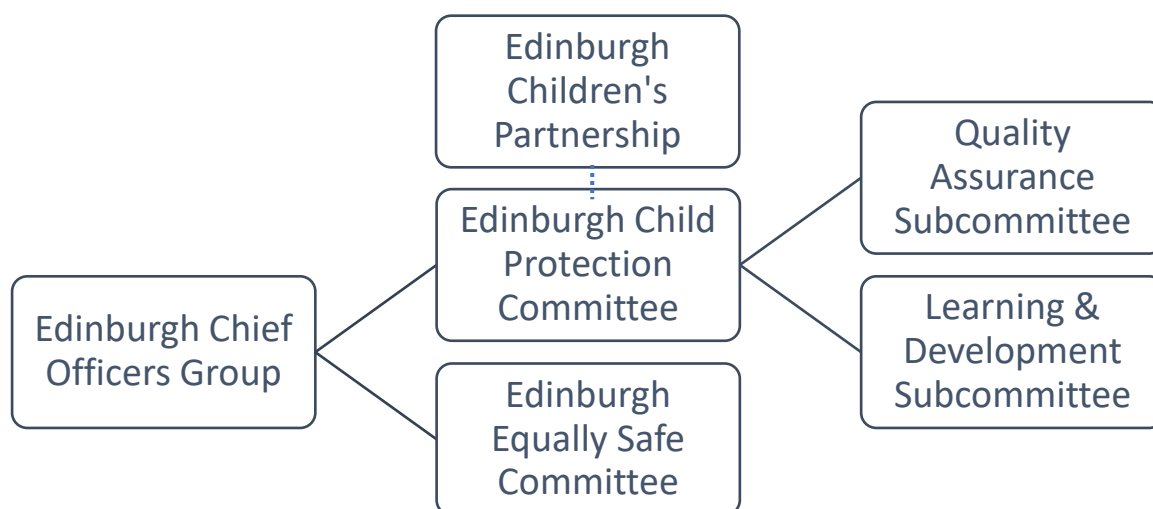 Edinburgh
Children's
Partnership
Quality
Assurance
Subcommittee
Edinburgh Child
Protection
Committee
Edinburgh Chief
Officers Group
Learning &
Development
Subcommittee
Edinburgh
Equally Safe
Committee